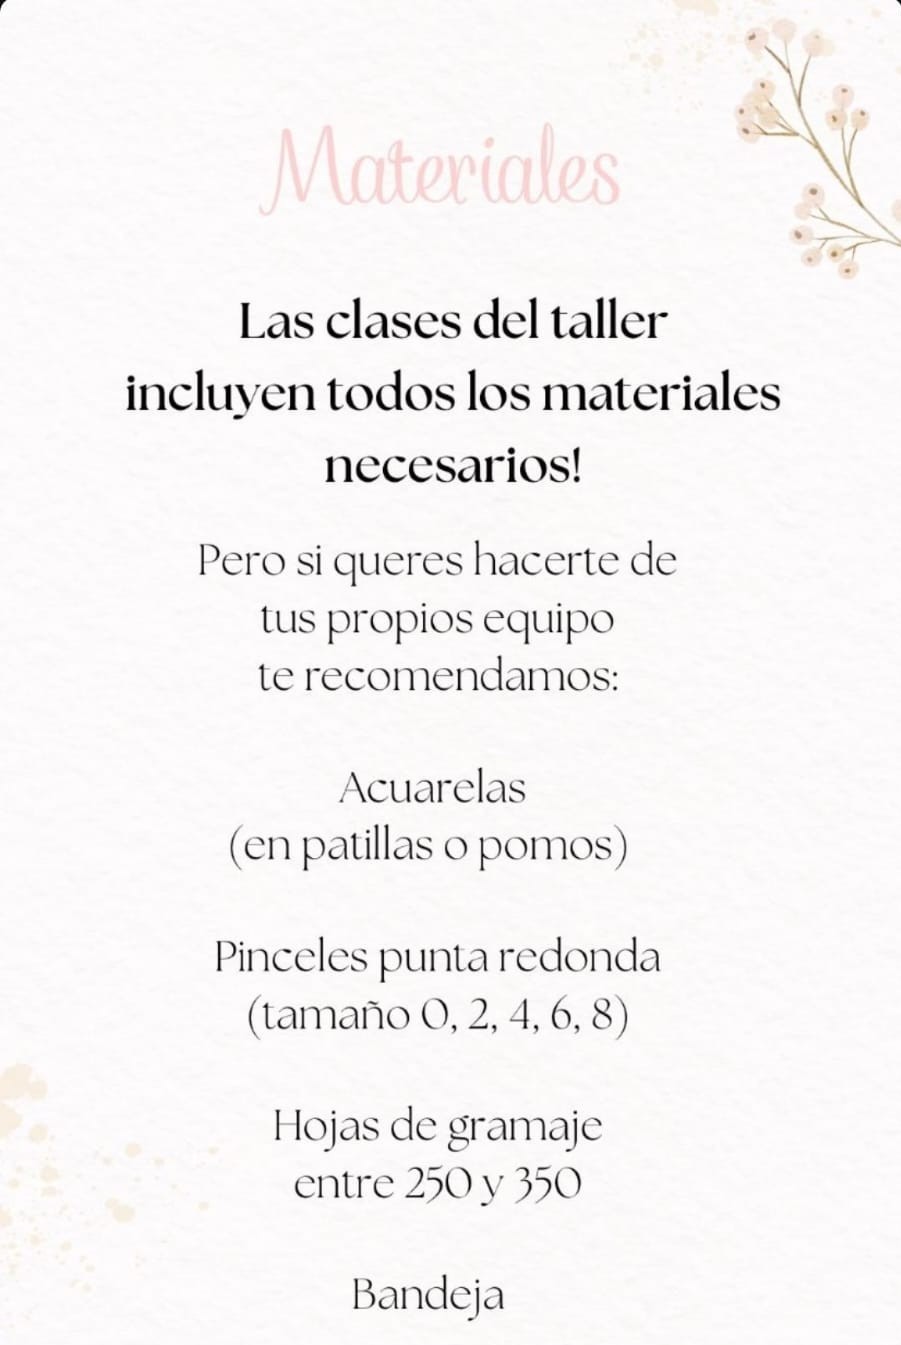 Materiales
Las clases del taller
incluyen todos los materiales
necesarios!
Pero si queres hacerte de
tus propios equipo
te recomendamos:
Acuarelas
(en patillas o pomos)
Pinceles punta redonda
(tamaño 0, 2, 4, 6, 8)
Hojas de gramaje
entre 250 y 350
Bandeja